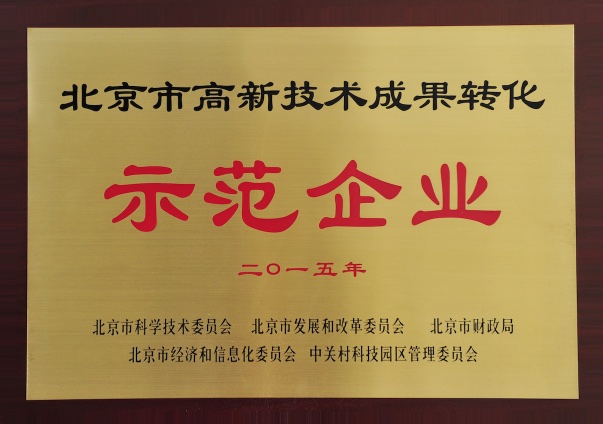 北京市高新技术成果转化
示范企业
二〇一五年
北京市科学技术委员会 北京市发展和改革委员会 北京市财政局
北京市经济和信息化委员会 中关村科技园区管理委员会